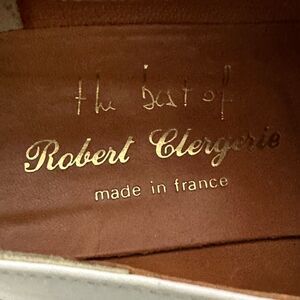 the best of
Robert Clergerie
made in france